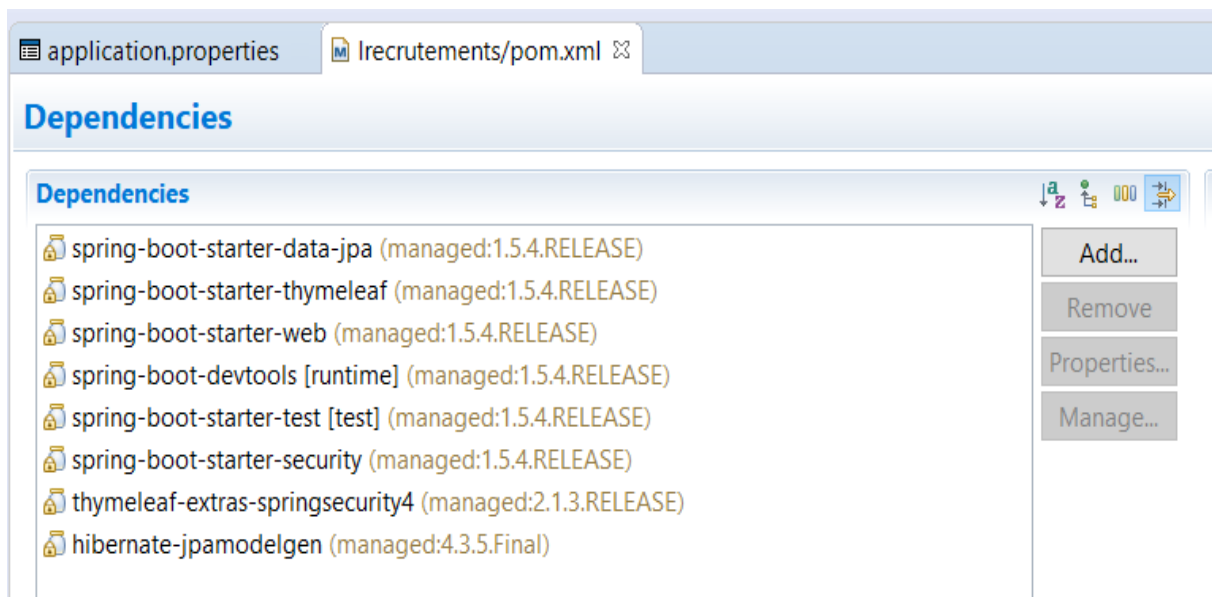 application.properties
lrecrutements/pom.xml
Dependencies
Dependencies
spring-boot-starter-data-jpa (managed:1.5.4.RELEASE)
spring-boot-starter-thymeleaf (managed:1.5.4.RELEASE)
spring-boot-starter-web (managed:1.5.4.RELEASE)
spring-boot-devtools [runtime] (managed:1.5.4.RELEASE)
spring-boot-starter-test [test] (managed:1.5.4.RELEASE)
spring-boot-starter-security (managed:1.5.4.RELEASE)
thymeleaf-extras-springsecurity4 (managed:2.1.3.RELEASE)
hibernate-jpamodelgen (managed:4.3.5.Final)
Add...
Remove
Properties...
Manage...